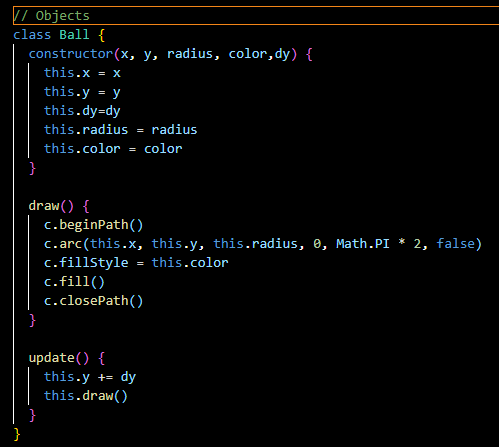 // Objects
class Ball {
  constructor(x, y, radius, color,dy) {
    this.x = x
    this.y = y
    this.dy=dy
    this.radius = radius
    this.color = color
  }

  draw() {
    c.beginPath()
    c.arc(this.x, this.y, this.radius, 0, Math.PI * 2, false)
    c.fillStyle = this.color
    c.fill()
    c.closePath()
  }

  update() {
    this.y += dy
    this.draw()
  }
}